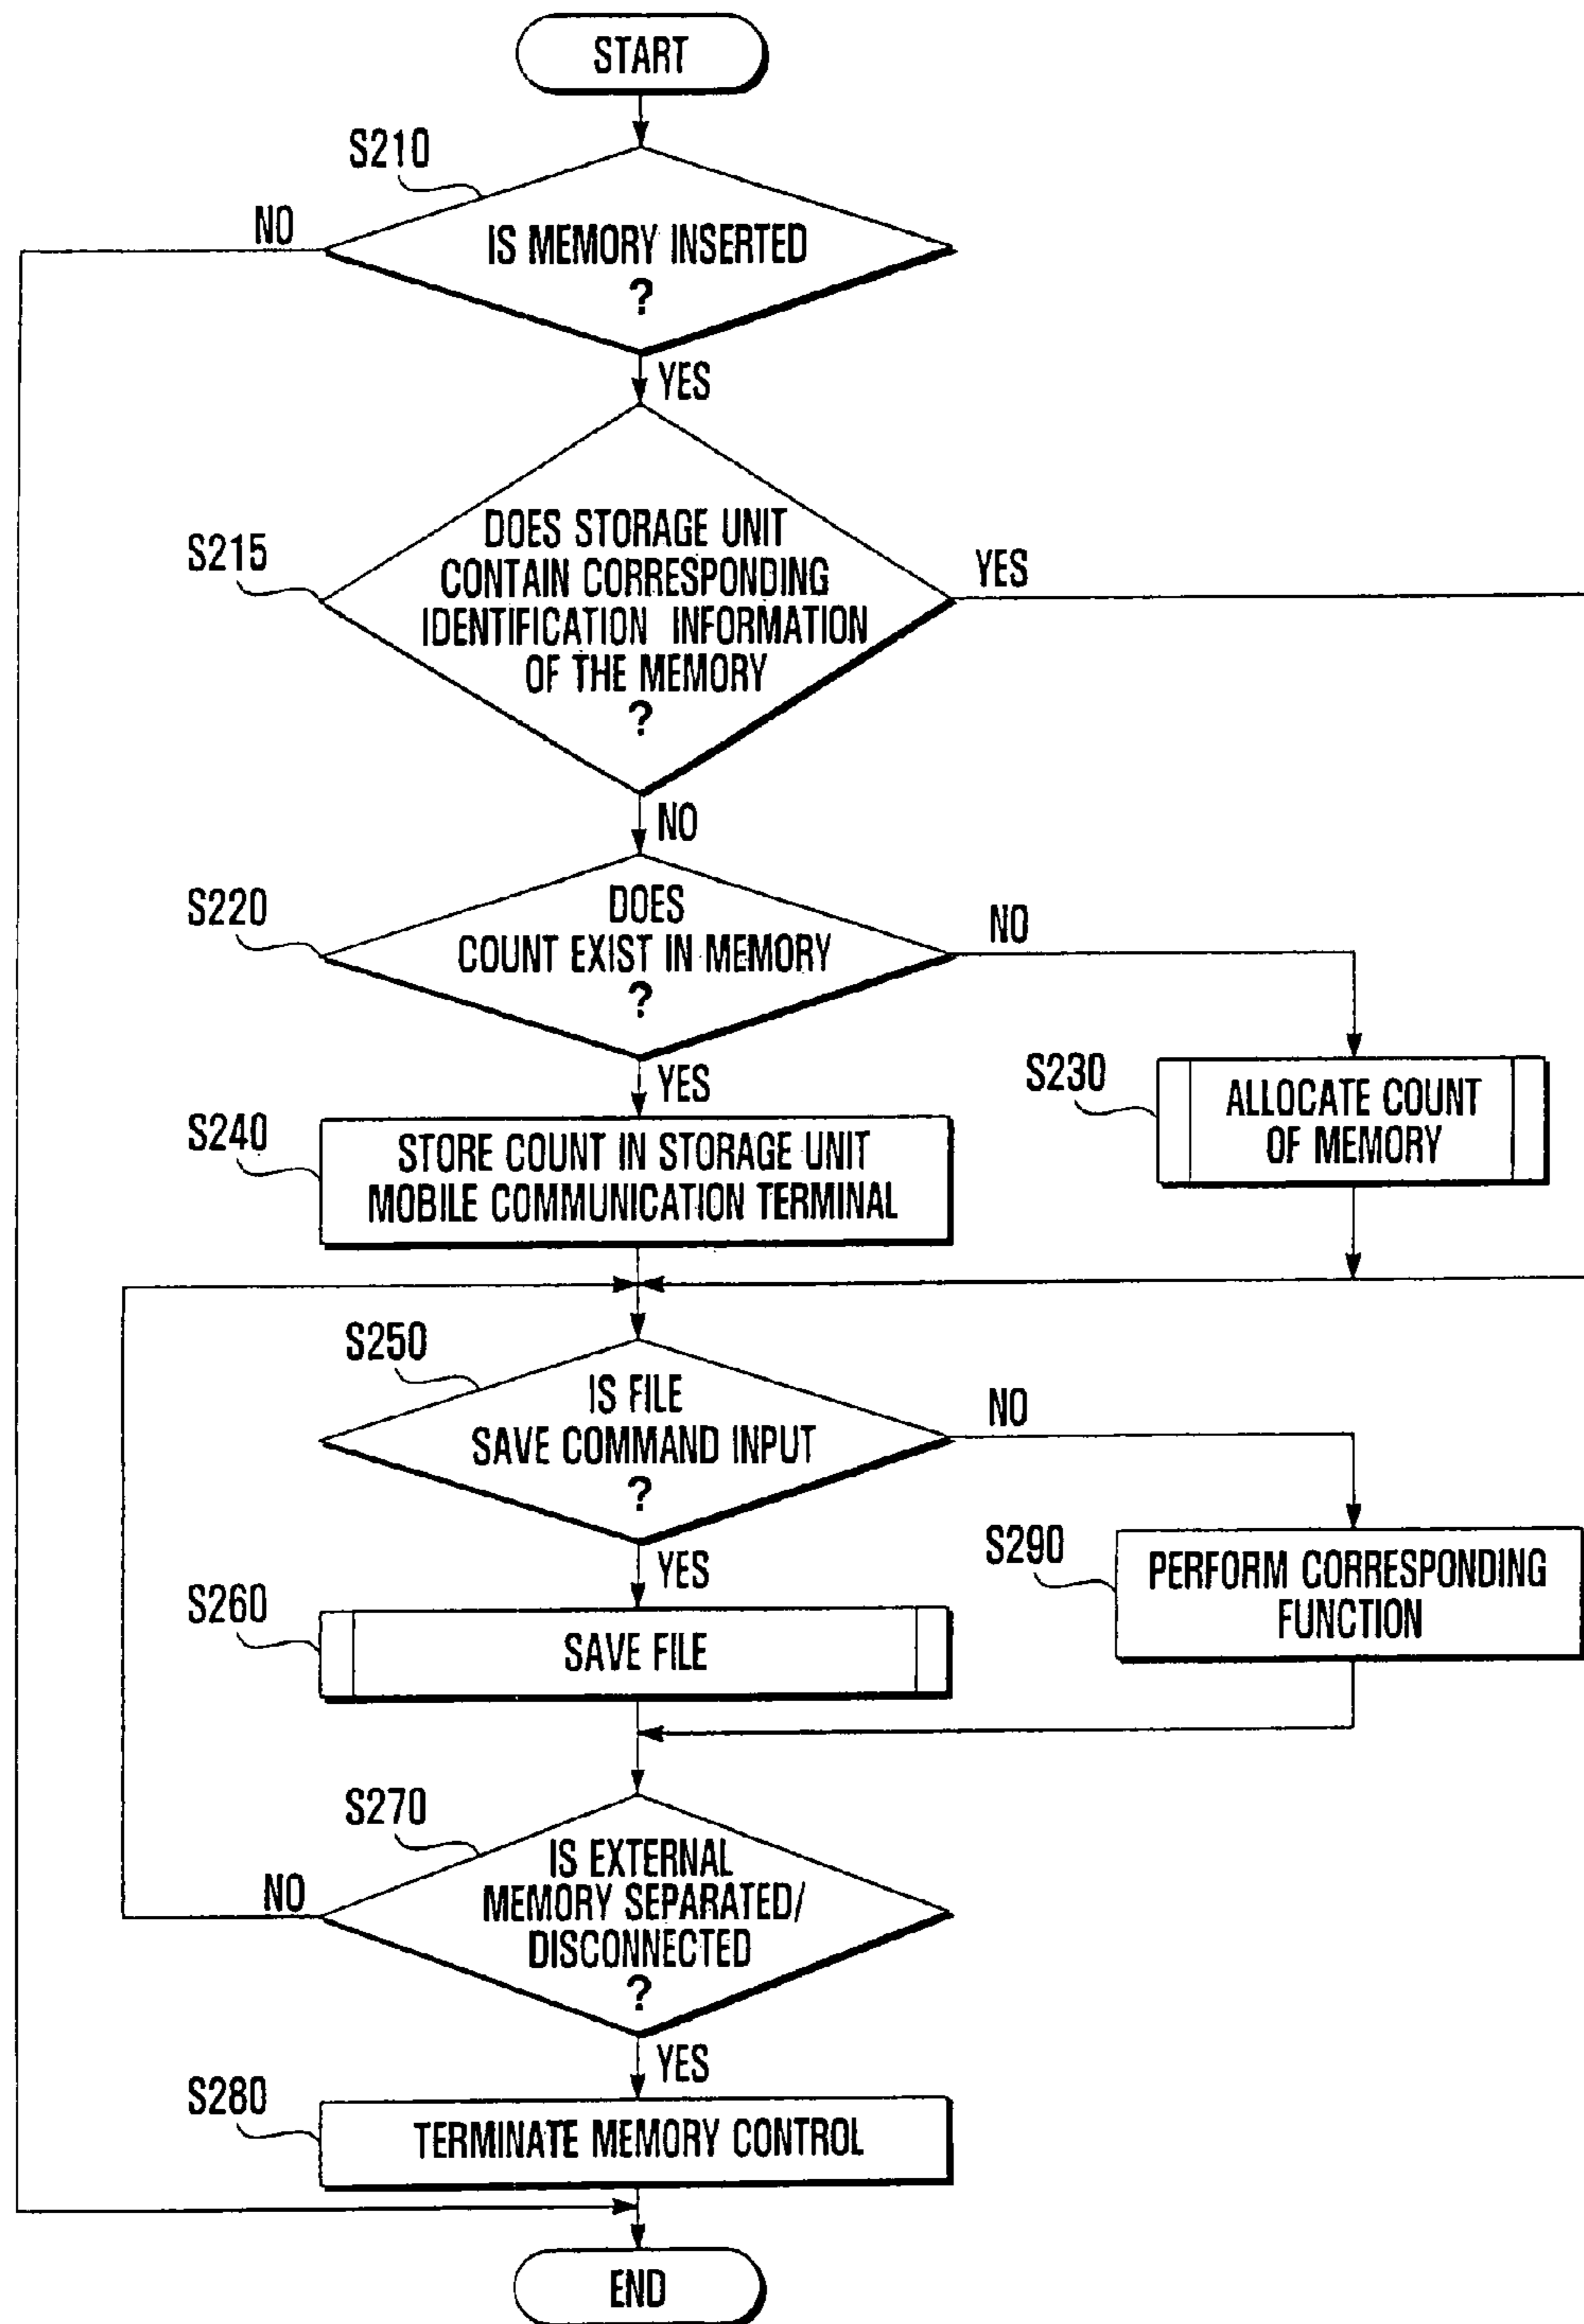 START
S210
NO
IS MEMORY INSERTED
?
YES
S215
DOES STORAGE UNIT
CONTAIN CORRESPONDING
IDENTIFICATION INFORMATION
OF THE MEMORY
?
YES
NO
S220
DOES
COUNT EXIST IN MEMORY
?
NO
YES
S230
ALLOCATE COUNT
OF MEMORY
S240
STORE COUNT IN STORAGE UNIT
MOBILE COMMUNICATION TERMINAL
S250
IS FILE
SAVE COMMAND INPUT
?
NO
YES
S290
PERFORM CORRESPONDING
FUNCTION
S260
SAVE FILE
S270
NO
IS EXTERNAL
MEMORY SEPARATED/
DISCONNECTED
?
YES
S280
TERMINATE MEMORY CONTROL
END